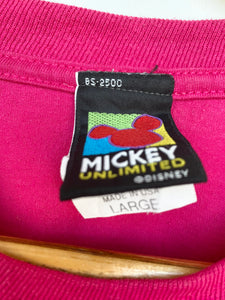 BS-2500
MICKEY
UNLIMITED
©DISNEY
MADE IN USA
LARGE